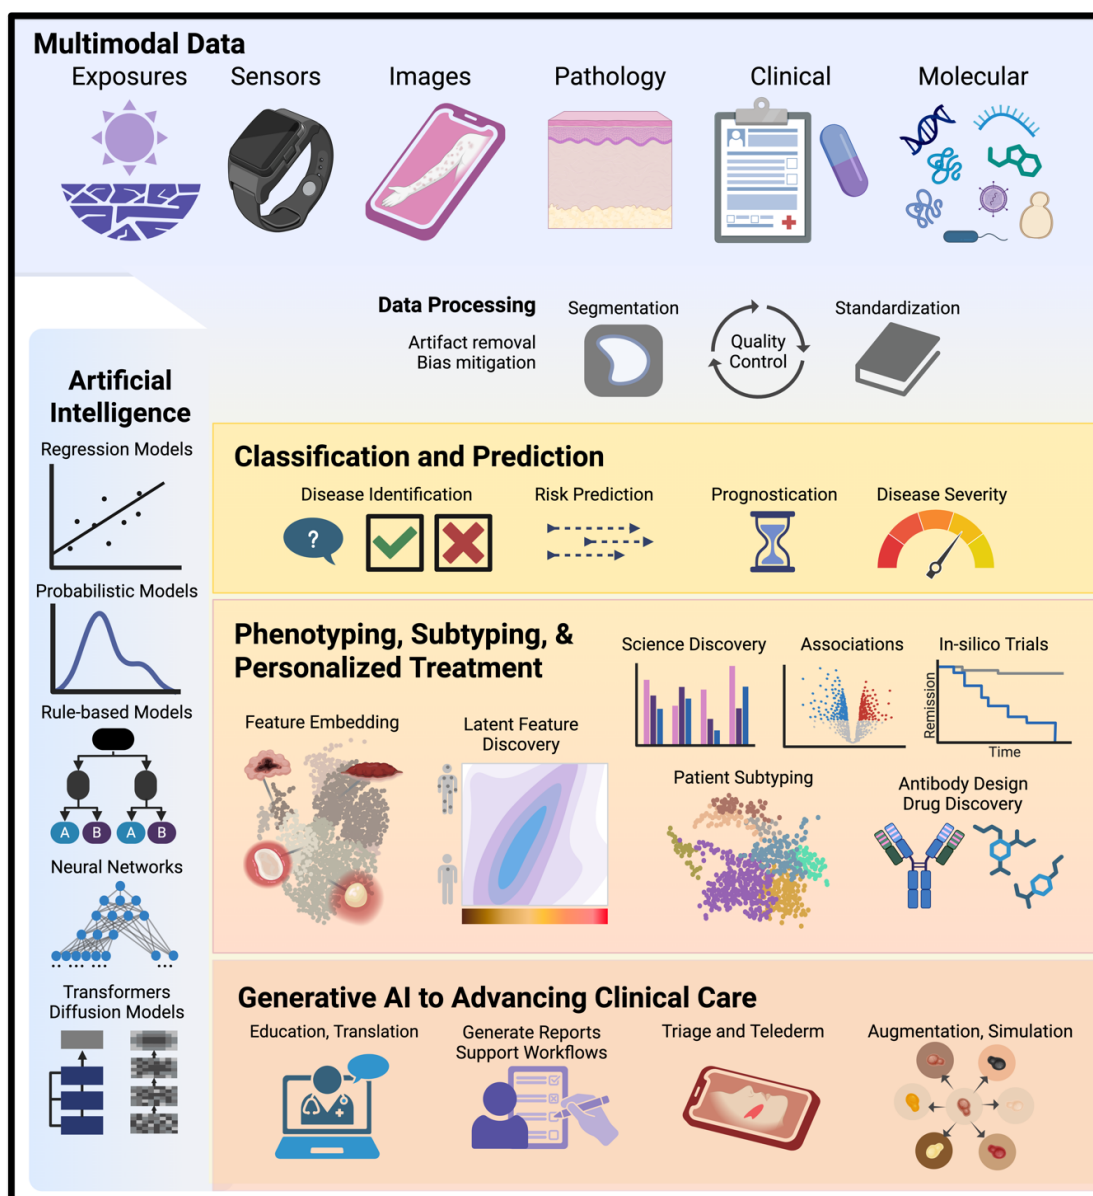 Multimodal Data
Exposures
Sensors
Images
Pathology
Clinical
Molecular
Data Processing
Artifact removal
Bias mitigation
Segmentation
Quality
Control
Standardization
Artificial
Intelligence
Regression Models
Probabilistic Models
Rule-based Models
A
B
A
B
Neural Networks
Transformers
Diffusion Models
Classification and Prediction
Disease Identification
?
Risk Prediction
Prognostication
Disease Severity
Phenotyping, Subtyping, &
Personalized Treatment
Feature Embedding
Latent Feature
Discovery
Science Discovery
Associations
In-silico Trials
Remission
Time
Patient Subtyping
Antibody Design
Drug Discovery
Generative AI to Advancing Clinical Care
Education, Translation
Generate Reports
Support Workflows
Triage and Telederm
Augmentation, Simulation